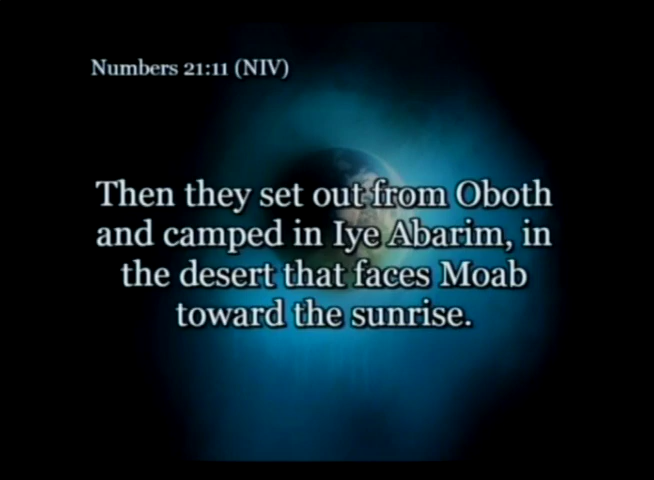 Numbers 21:11 (NIV)
Then they set out from Oboth
and camped in Iye Abarim, in
the desert that faces Moab
toward the sunrise.